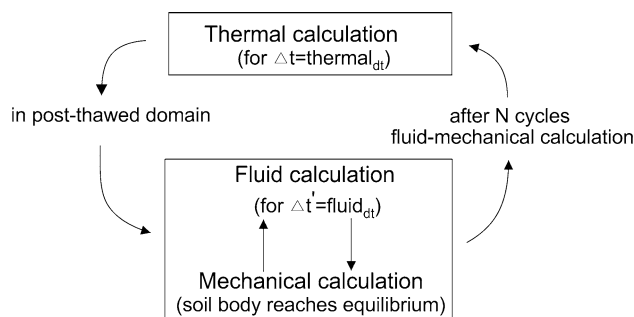 Thermal calculation
(for △t=thermal_dt)
in post-thawed domain
after N cycles
fluid-mechanical calculation
Fluid calculation
(for △t'=fluid_dt)
Mechanical calculation
(soil body reaches equilibrium)